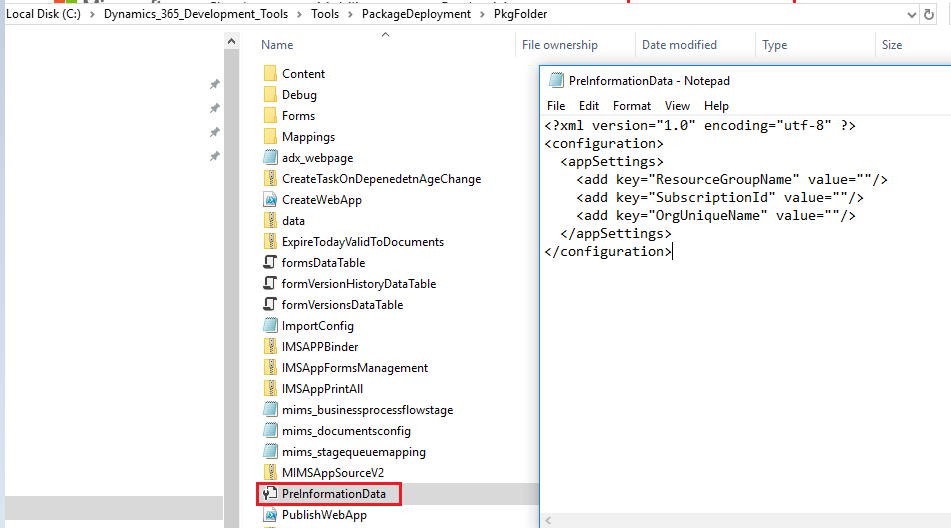 Local Disk (C:) > Dynamics_365_Development_Tools > Tools > PackageDeployment > PkgFolder
Name File ownership Date modified Type Size
Content
Debug
Forms
Mappings
adx_webpage
CreateTaskOnDepenedetnAgeChange
CreateWebApp
data
ExpireTodayValidToDocuments
formsDataTable
formVersionHistoryDataTable
formVersionsDataTable
ImportConfig
IMSAPPBinder
IMSAppFormsManagement
IMSAppPrintAll
mims_businessprocessflowstage
mims_documentsconfig
mims_stagequeuemapping
MIMSAppSourceV2
PreInformationData
PublishWebApp
PreInformationData - Notepad
File Edit Format View Help
<?xml version="1.0" encoding="utf-8" ?>
<configuration>
<appSettings>
<add key="ResourceGroupName" value=""/>
<add key="SubscriptionId" value=""/>
<add key="OrgUniqueName" value=""/>
</appSettings>
</configuration>